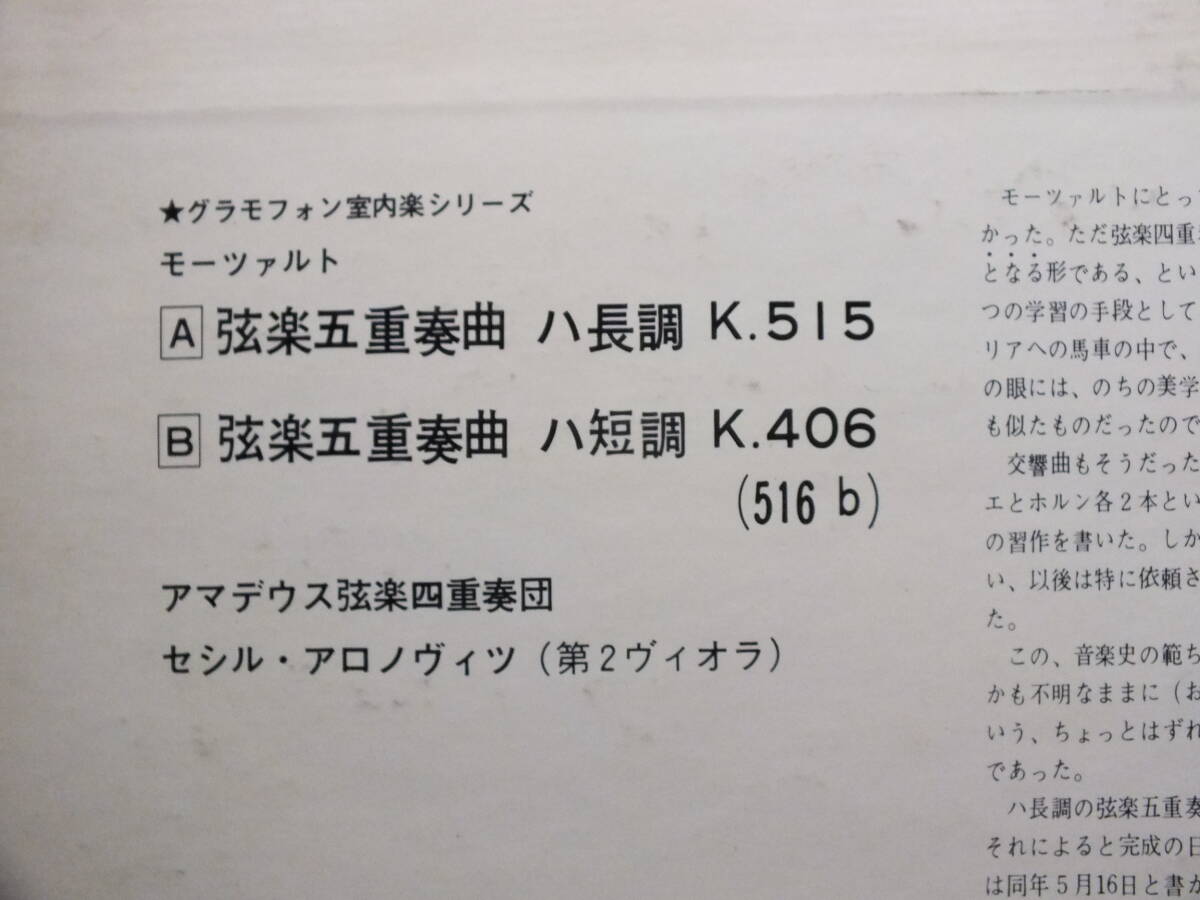 ★グラモフォン室内楽シリーズ
モーツァルト
A 弦楽五重奏曲 ハ長調 K.515
B 弦楽五重奏曲 ハ短調 K.406
(516 b)
アマデウス弦楽四重奏団
セシル・アロノヴィツ（第2ヴィオラ）
モーツァルトにとっ
かった。ただ弦楽四重
となる形である、とい
つの学習の手段として
リアへの馬車の中で、
の眼には、のちの美学
も似たものだったので
交響曲もそうだった
エとホルン各2本とい
の習作を書いた。しか
い、以後は特に依頼さ
た。
この、音楽史の範ち
かも不明なままに（お
いう、ちょっとはずれ
であった。
ハ長調の弦楽五重奏
それによると完成の日
は同年5月16日と書か